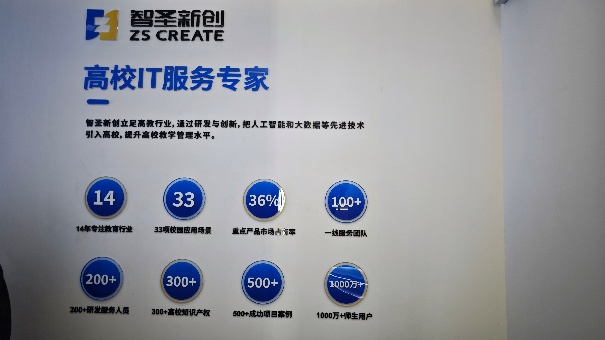 智圣新创
ZS CREATE
高校IT服务专家
智圣新创立足高教行业,通过研发与创新,把人工智能和大数据等先进技术
引入高校,提升高校教学管理水平。
14
33
36%
100+
14年专注教育行业
33项校园应用场景
重点产品市场占有率
一线服务团队
200+
300+
500+
1000万+
200+研发服务人员
300+高校知识产权
500+成功项目案例
1000万+师生用户